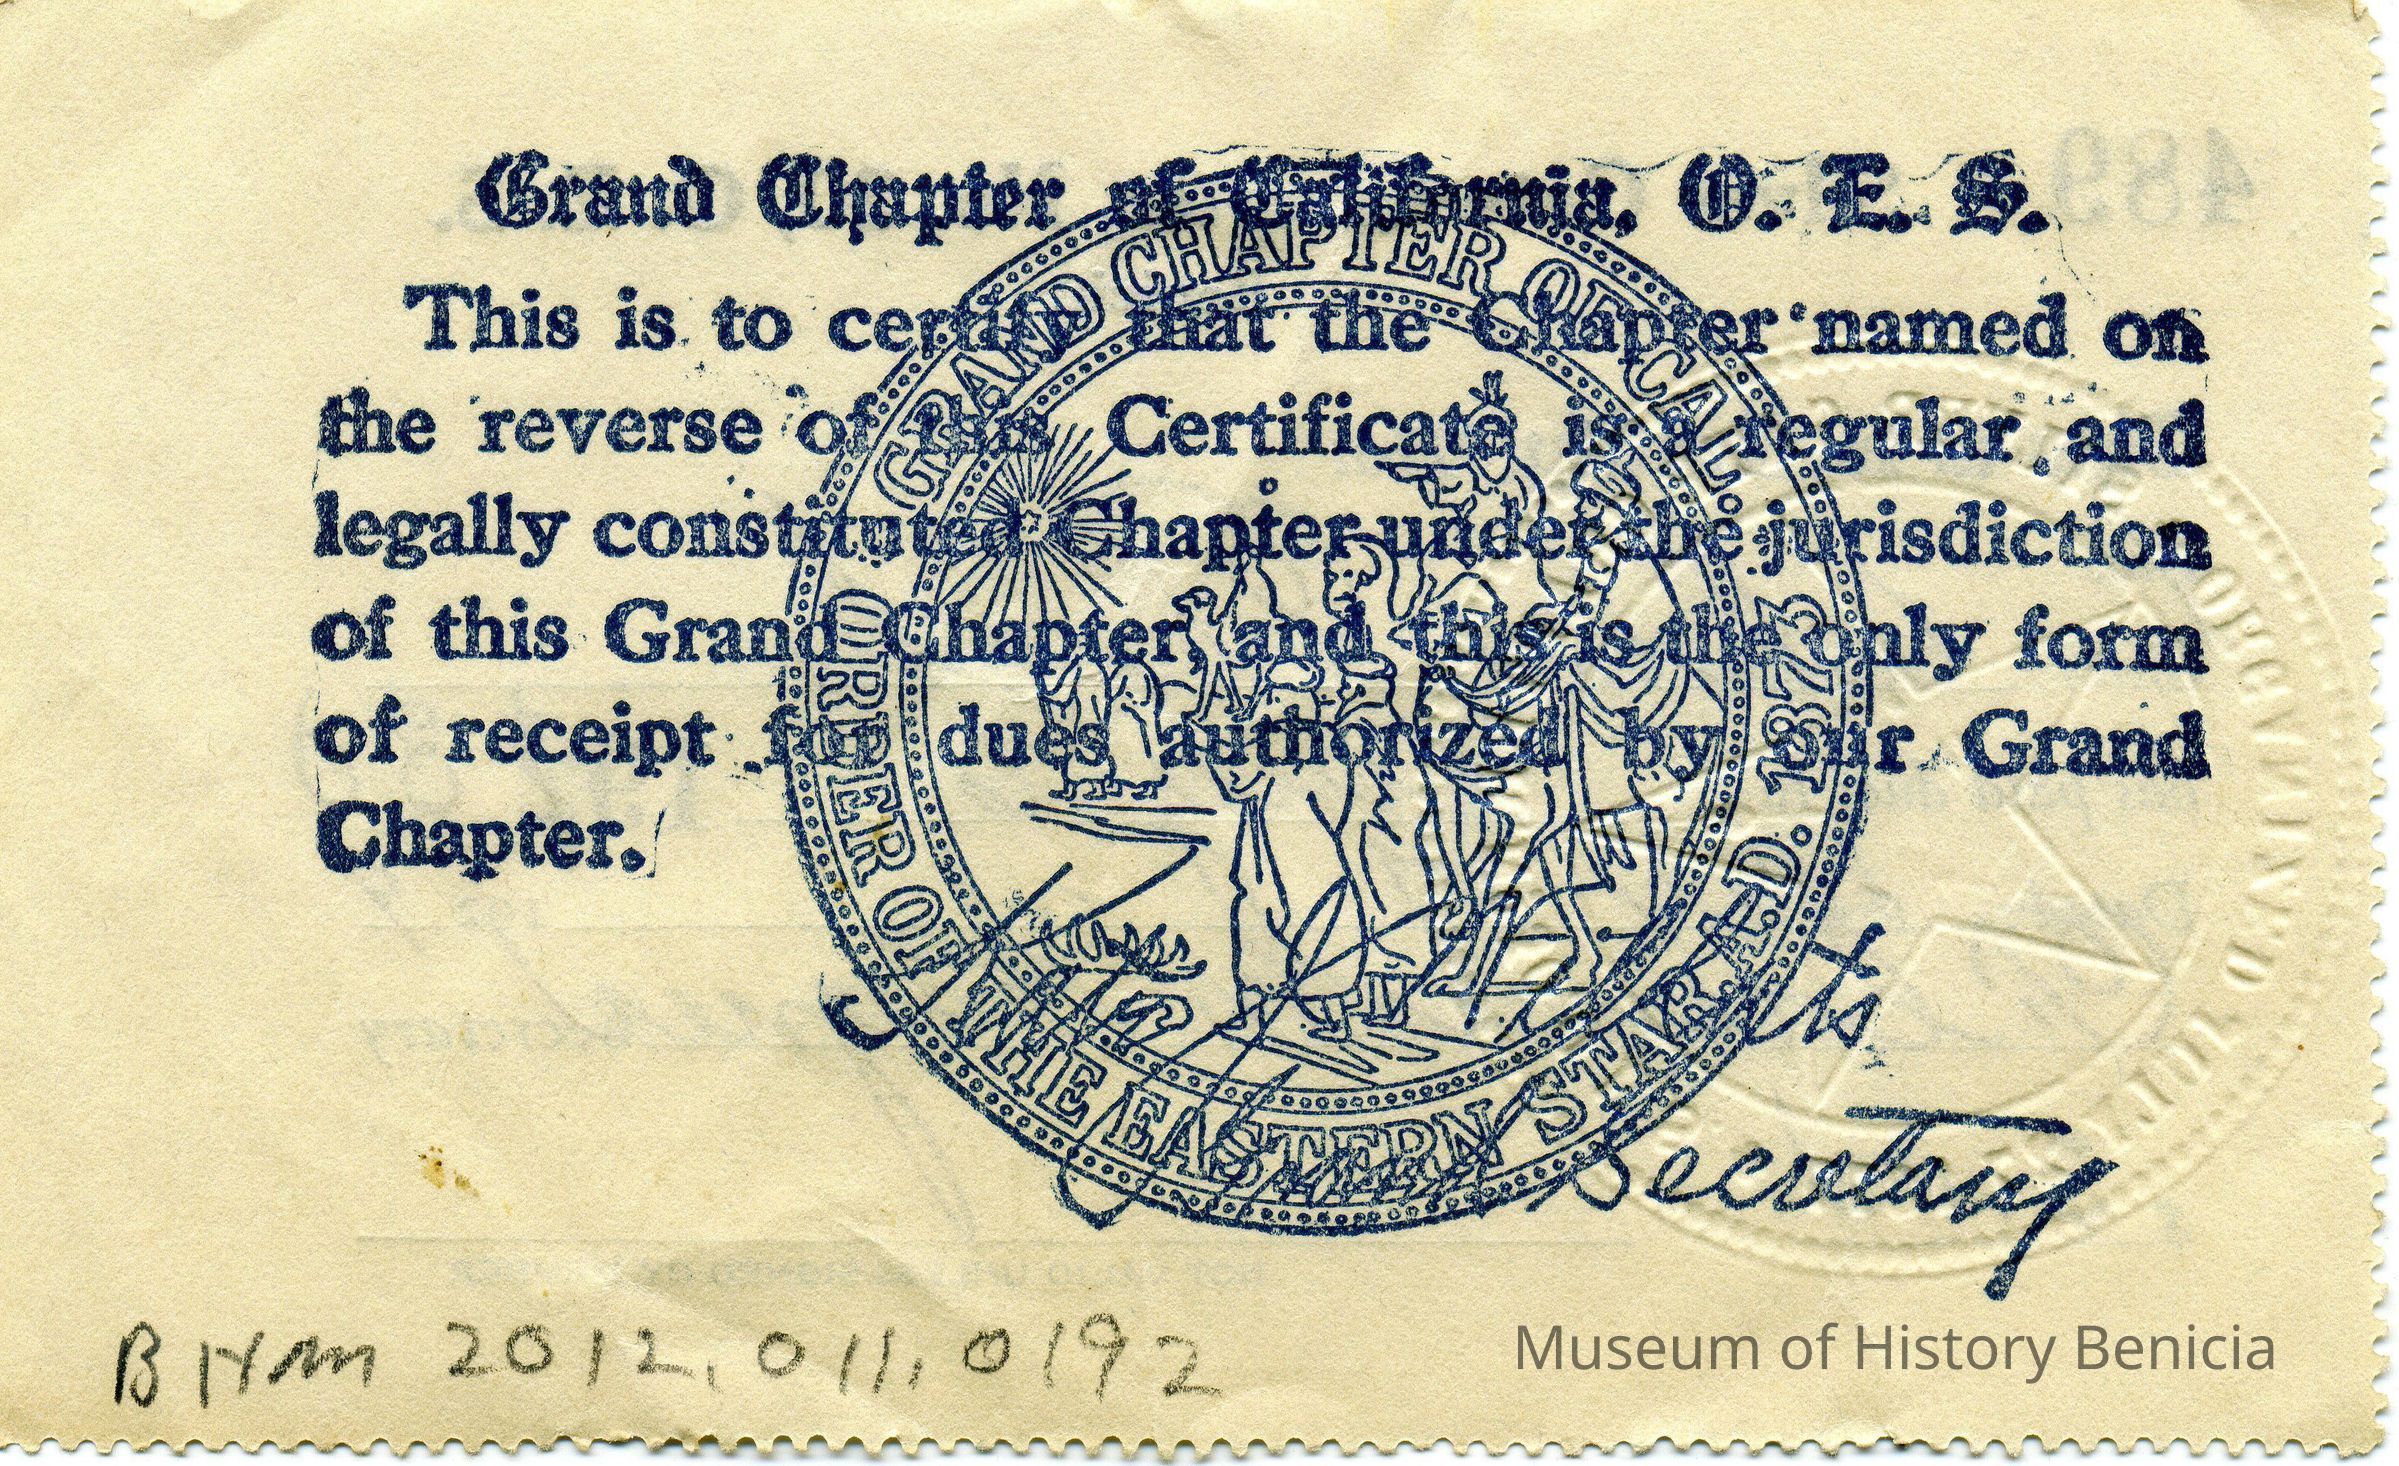 Grand Chapter of California, O. E. S.
This is to certify that the Chapter named on
the reverse of this Certificate is a regular and
legally constituted Chapter under the jurisdiction
of this Grand Chapter, and this is the only form
of receipt for dues authorized by our Grand
Chapter.
GRAND CHAPTER OF CAL.
ORDER OF THE EASTERN STAR. A.D. 1873
Secretary
BHm 2012.011.0192
Museum of History Benicia
489